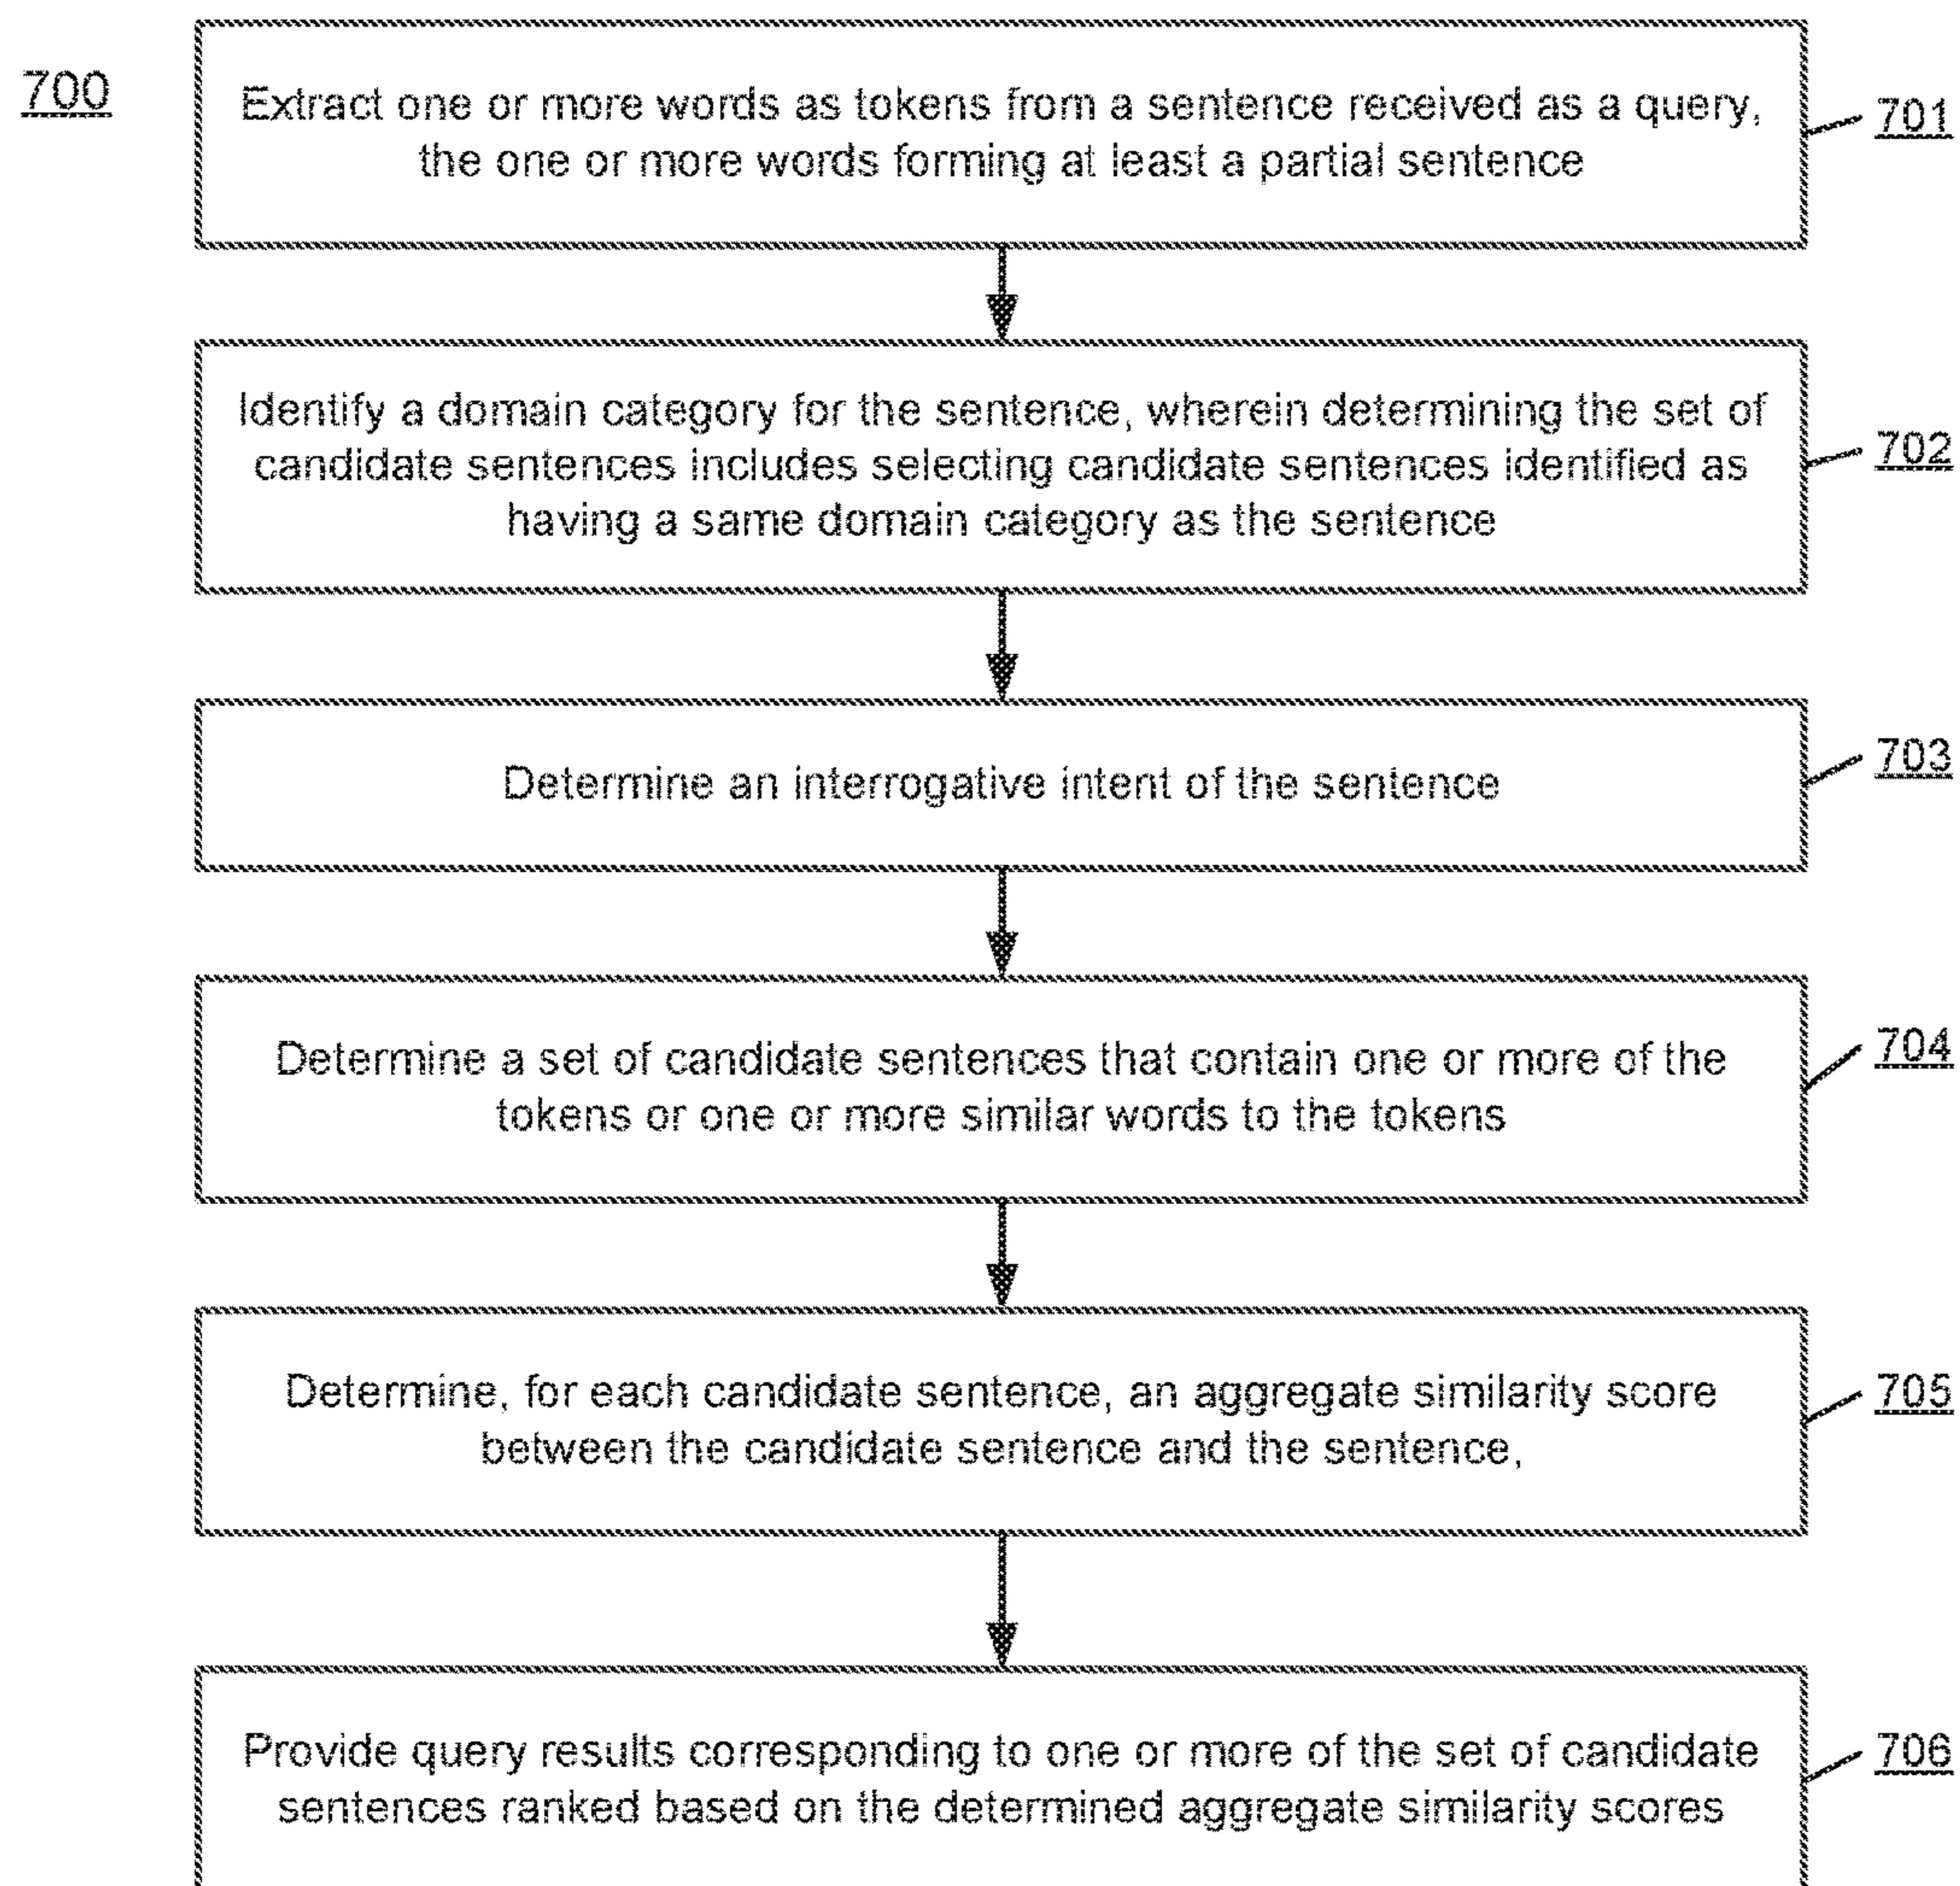 700
Extract one or more words as tokens from a sentence received as a query,
the one or more words forming at least a partial sentence
701
Identify a domain category for the sentence, wherein determining the set of
candidate sentences includes selecting candidate sentences identified as
having a same domain category as the sentence
702
Determine an interrogative intent of the sentence
703
Determine a set of candidate sentences that contain one or more of the
tokens or one or more similar words to the tokens
704
Determine, for each candidate sentence, an aggregate similarity score
between the candidate sentence and the sentence,
705
Provide query results corresponding to one or more of the set of candidate
sentences ranked based on the determined aggregate similarity scores
706